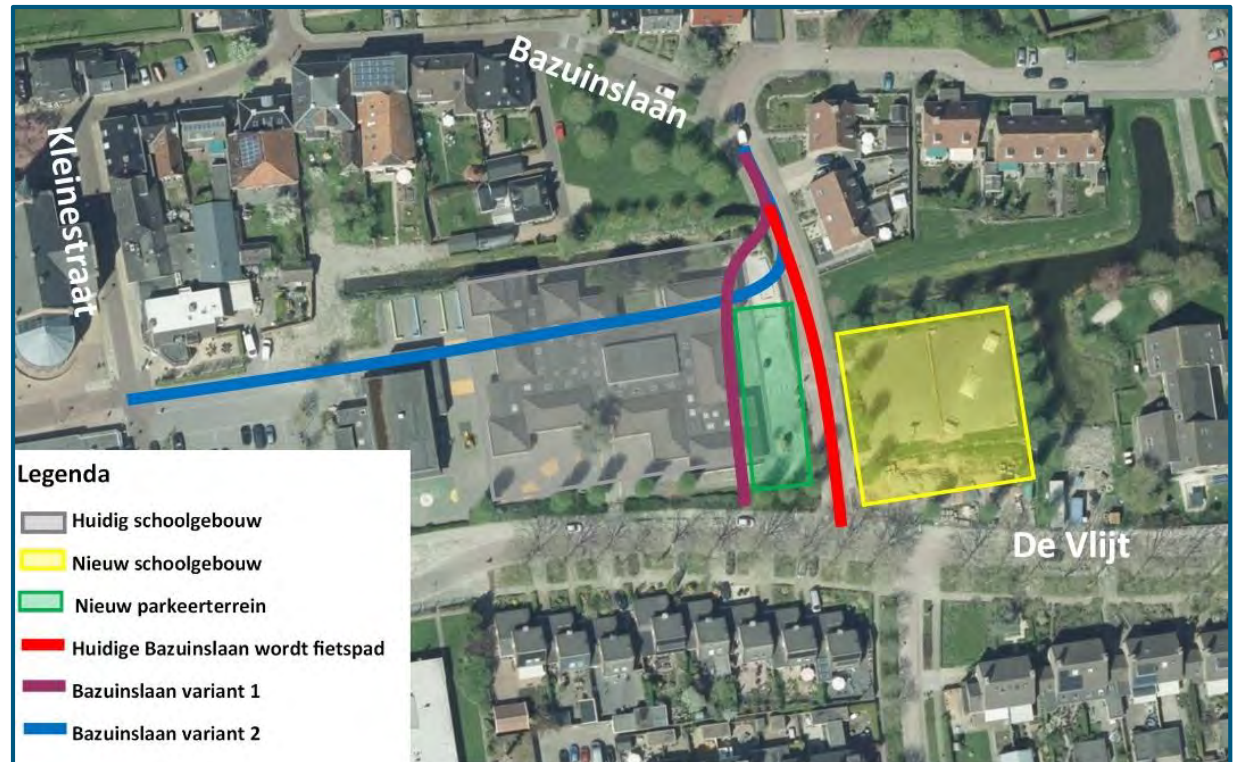 Bazuinslaan
Kleinestraat
De Vlijt
Legenda
Huidig schoolgebouw
Nieuw schoolgebouw
Nieuw parkeerterrein
Huidige Bazuinslaan wordt fietspad
Bazuinslaan variant 1
Bazuinslaan variant 2